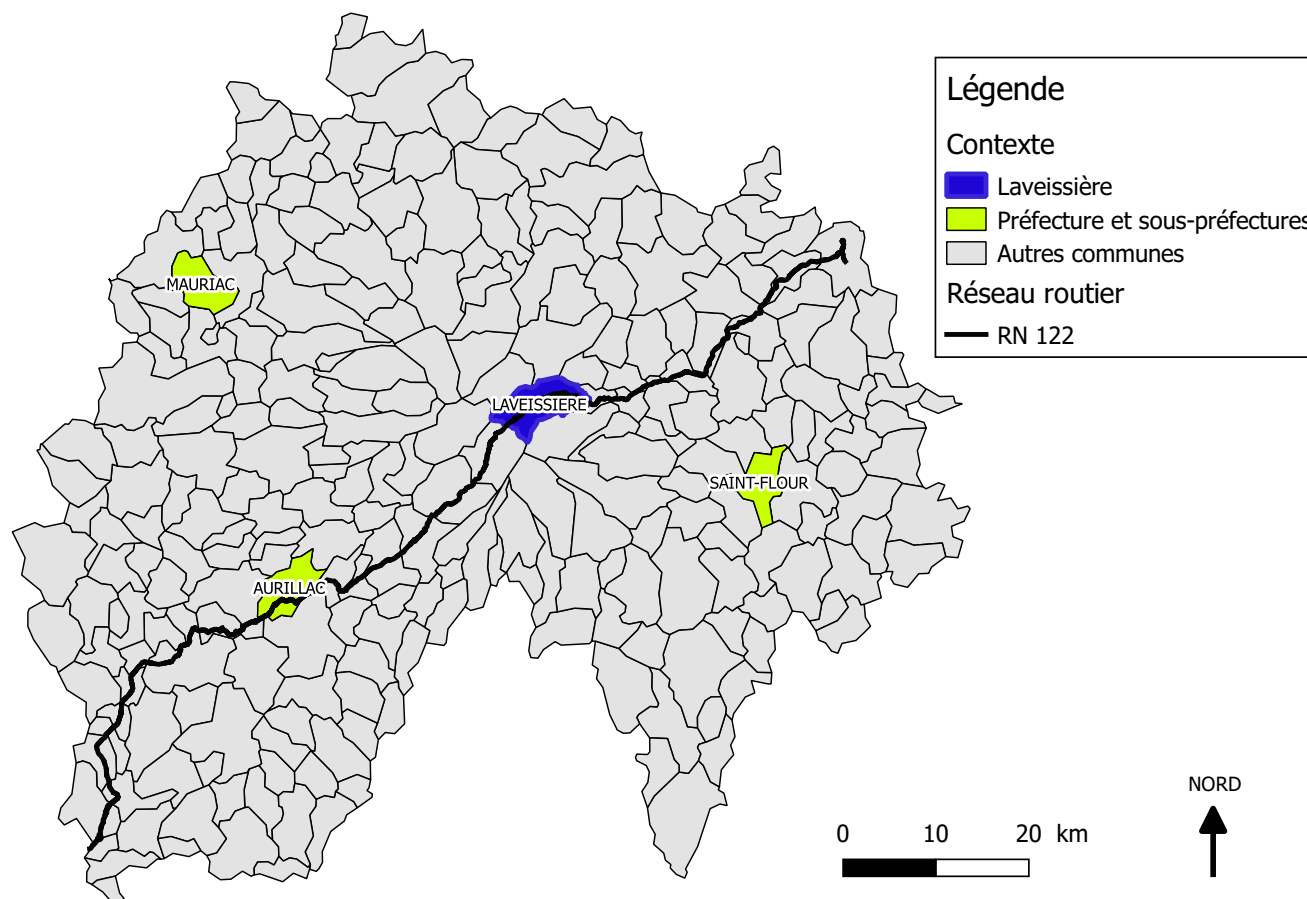 Légende
Contexte
Laveissière
Préfecture et sous-préfectures
Autres communes
Réseau routier
RN 122
MAURIAC
LAVEISSIERE
SAINT-FLOUR
AURILLAC
NORD
0 10 20 km